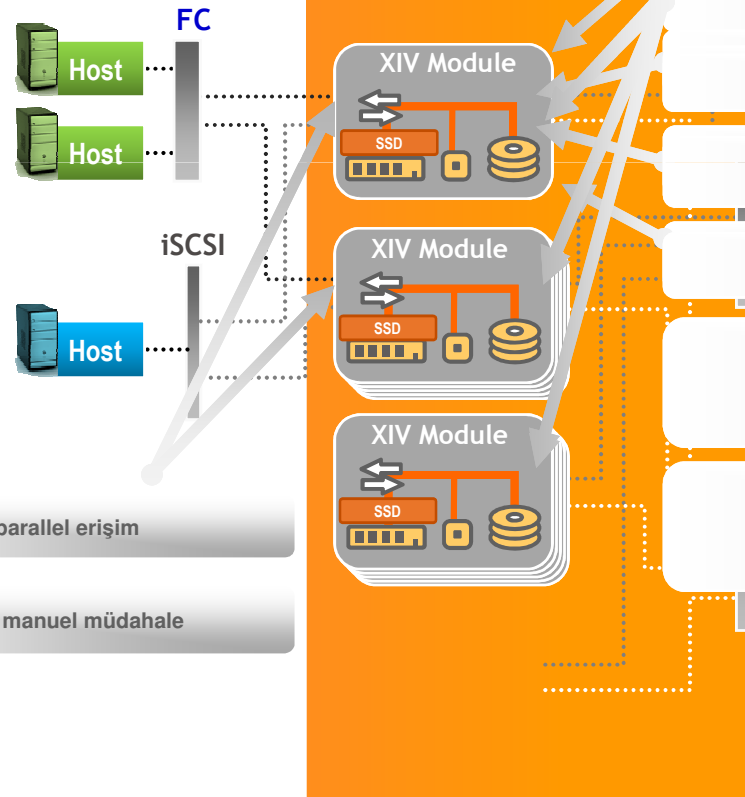 FC
Host
Host
iSCSI
Host
XIV Module
SSD
XIV Module
SSD
XIV Module
SSD
parallel erişim
manuel müdahale